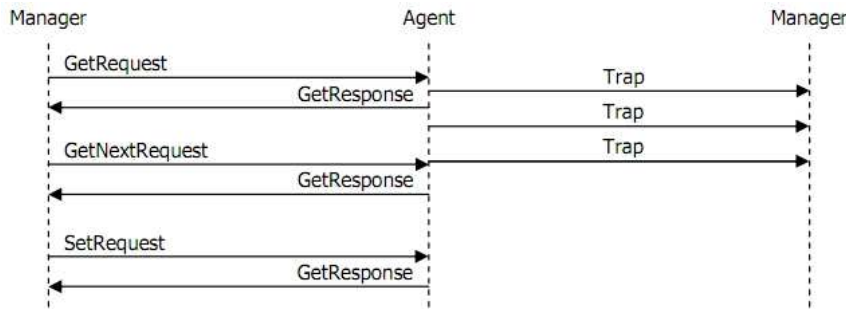 Manager Agent Manager
GetRequest
Trap
GetResponse
Trap
GetNextRequest
Trap
GetResponse
SetRequest
GetResponse